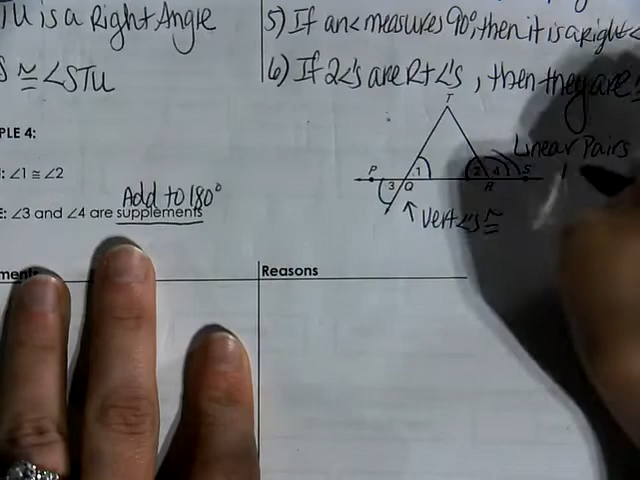 TU is a Right Angle
5) If an < measures 90°, then it is a right <
S ≅ ∠STU
6) If 2∠'s are Rt ∠'s, then they are ≅
PLE 4:
: ∠1 ≅ ∠2
Add to 180°
E: ∠3 and ∠4 are supplements
T
Linear Pairs
P
3
Q
1
2
4
S
R
↑ Vert ∠'s ≅
ments
Reasons